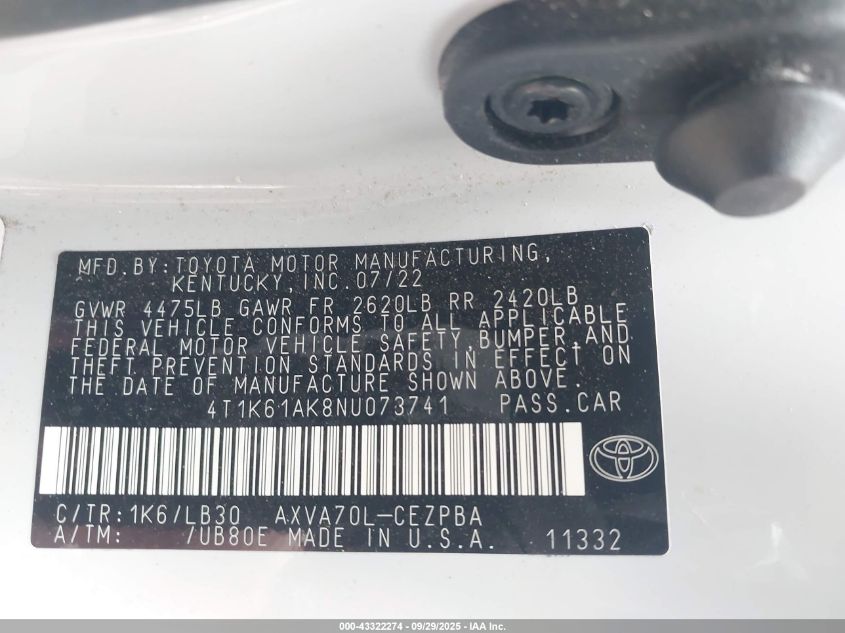 MFD.BY:TOYOTA MOTOR MANUFACTURING,
KENTUCKY, INC. 07/22
GVWR 4475LB GAWR FR 2620LB RR 2420LB
THIS VEHICLE CONFORMS TO ALL APPLICABLE
FEDERAL MOTOR VEHICLE SAFETY, BUMPER, AND
THEFT PREVENTION STANDARDS IN EFFECT ON
THE DATE OF MANUFACTURE SHOWN ABOVE.
4T1K61AK8NU073741 PASS.CAR
C/TR:1K6/LB30 AXVA70L-CEZPBA
A/TM: /UB80E MADE IN U.S.A. 11332
000-43322274 - 09/29/2025 - IAA Inc.